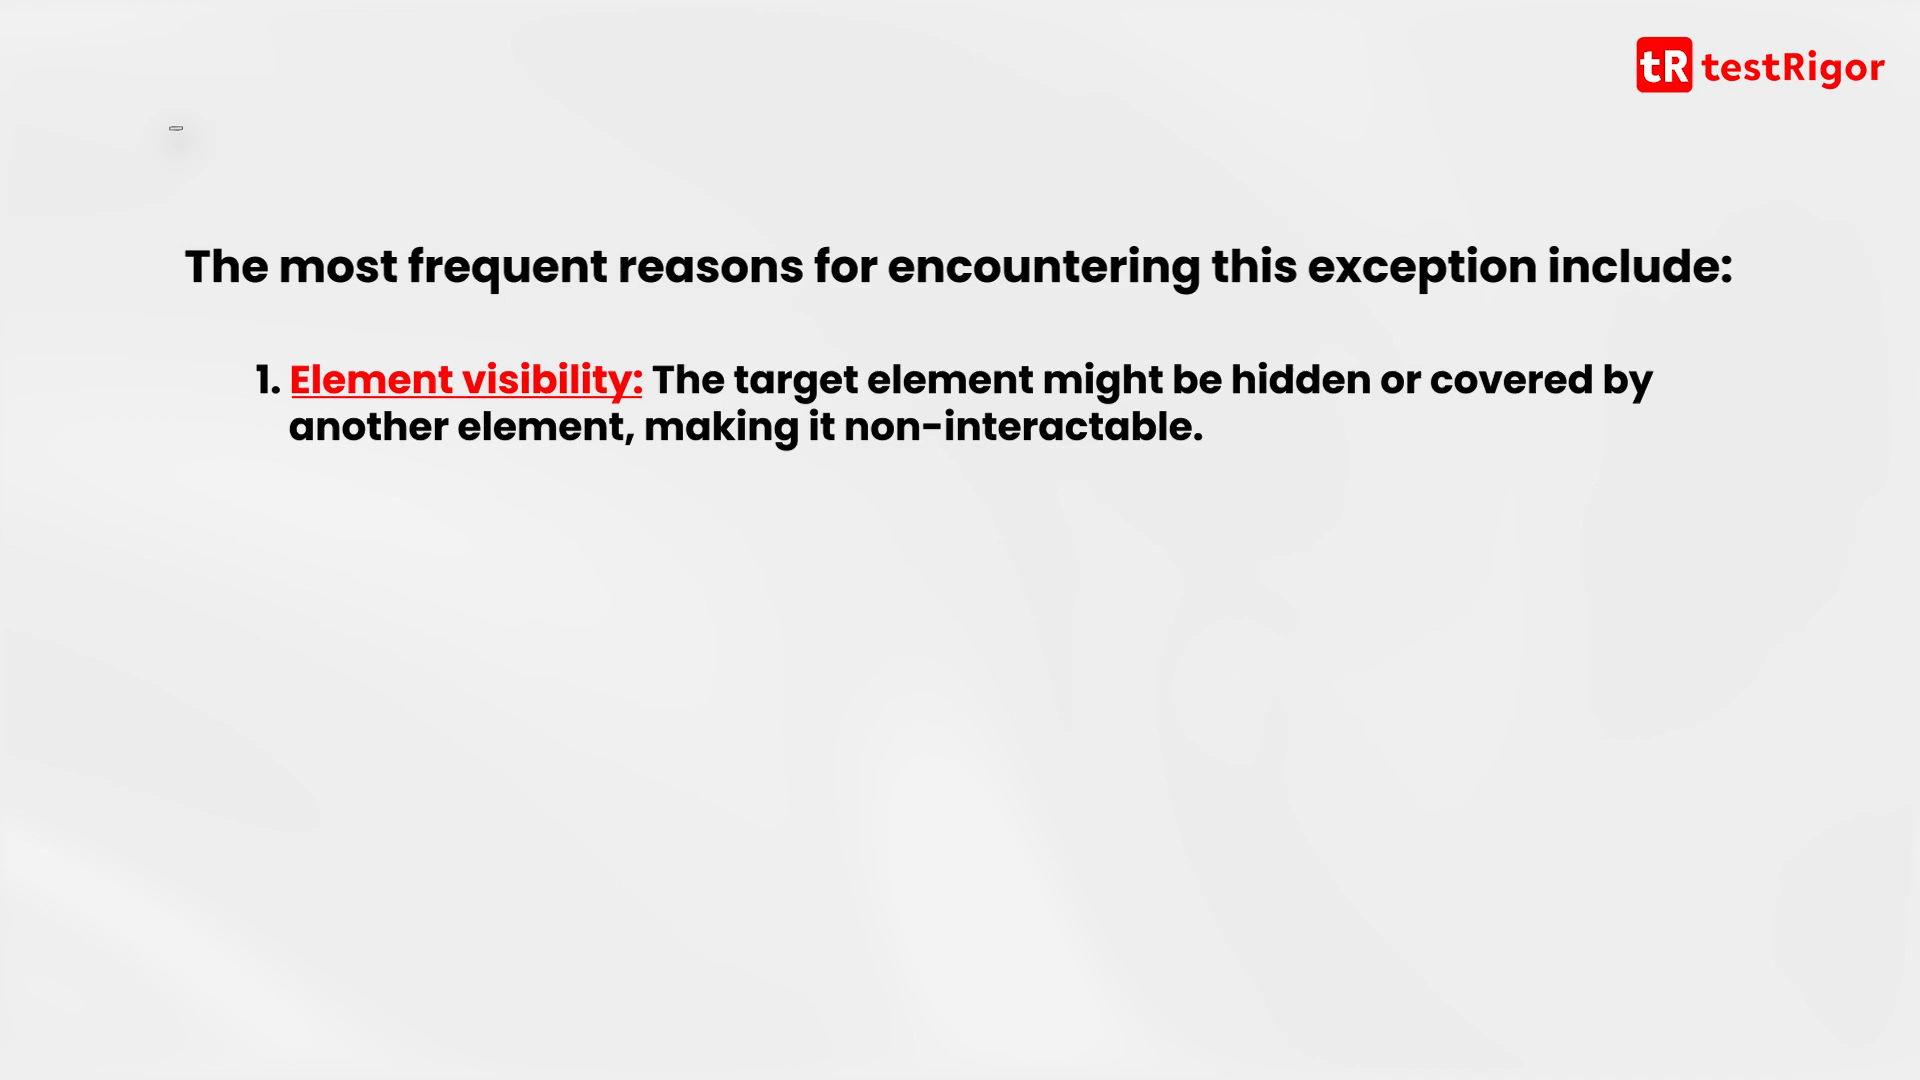 tR testRigor
The most frequent reasons for encountering this exception include:
1. Element visibility: The target element might be hidden or covered by
another element, making it non-interactable.